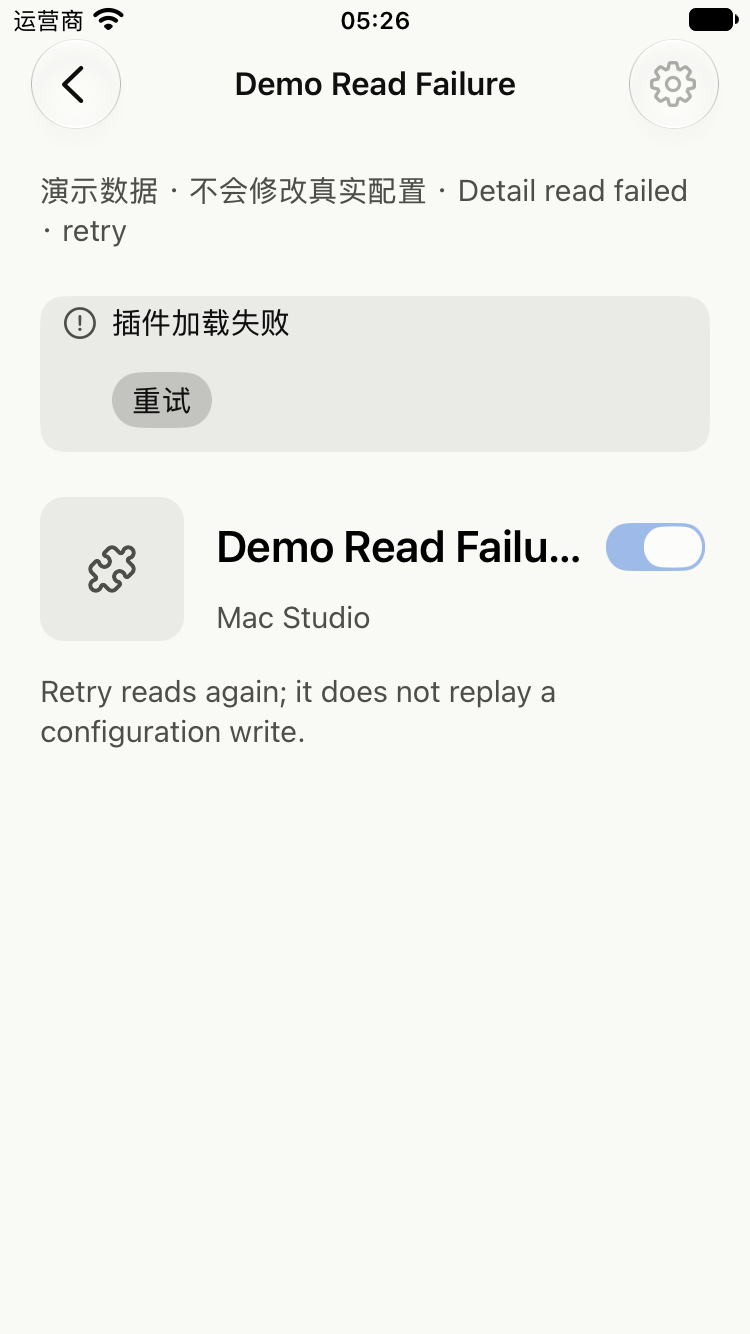 运营商
05:26
Demo Read Failure
演示数据 · 不会修改真实配置 · Detail read failed
· retry
插件加载失败
重试
Demo Read Failu...
Mac Studio
Retry reads again; it does not replay a
configuration write.